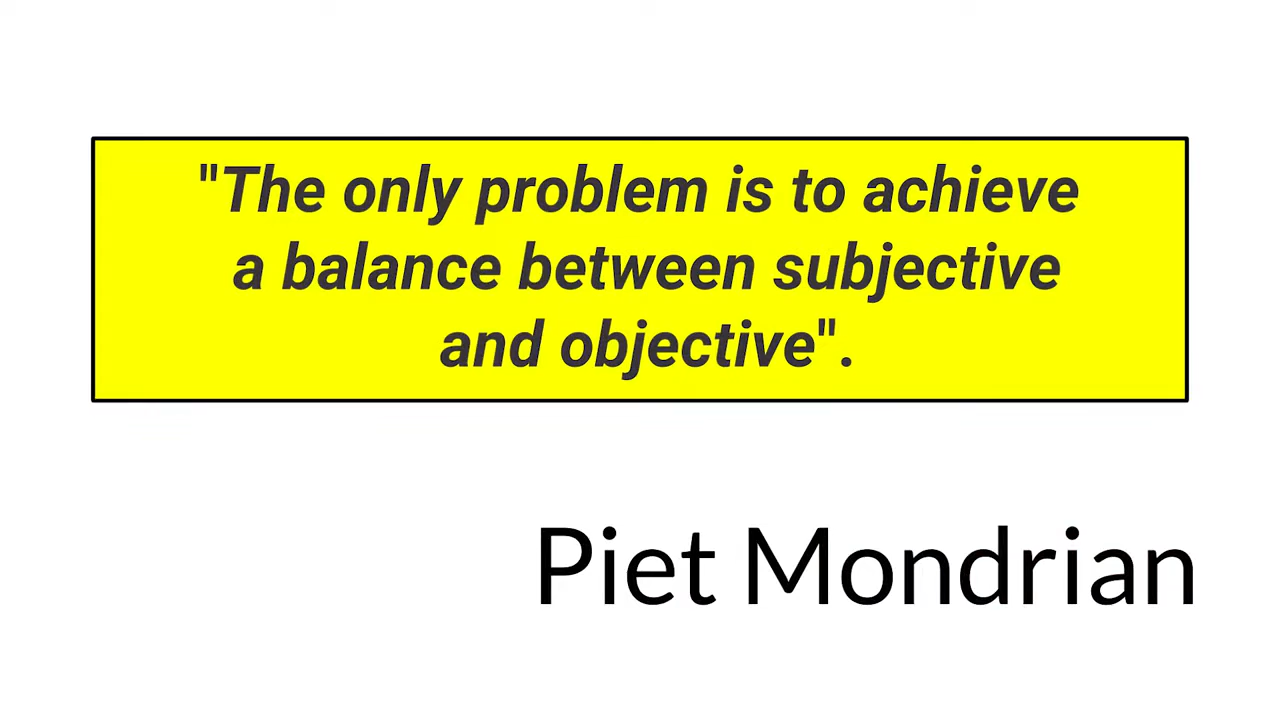 "The only problem is to achieve
a balance between subjective
and objective".
Piet Mondrian